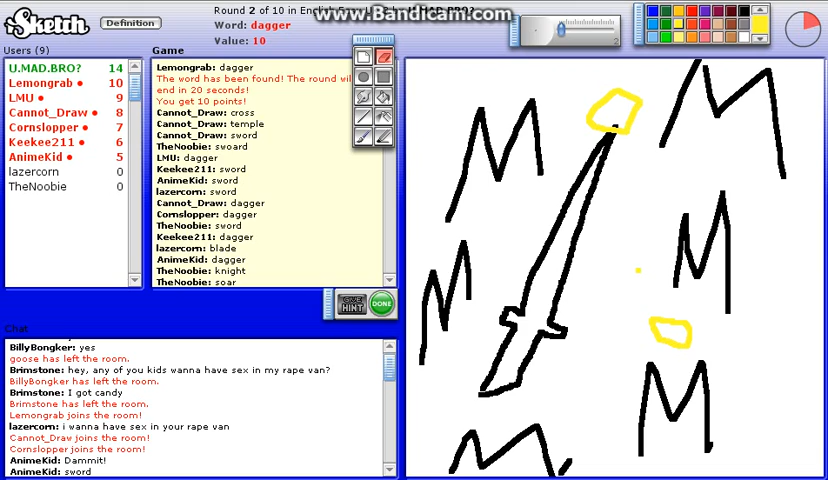 www.Bandicam.com
iSketch
Definition
Round 2 of 10 in English
Word: dagger
Value: 10
2
Users (9)
U.MAD.BRO? 14
Lemongrab 10
LMU 9
Cannot_Draw 8
Cornslopper 7
Keekee211 6
AnimeKid 5
lazercorn 0
TheNoobie 0
Game
Lemongrab: dagger
The word has been found! The round wil
end in 20 seconds!
You get 10 points!
Cannot_Draw: cross
Cannot_Draw: temple
Cannot_Draw: sword
TheNoobie: swoard
LMU: dagger
Keekee211: sword
AnimeKid: sword
lazercorn: sword
Cannot_Draw: dagger
Cornslopper: dagger
TheNoobie: sword
Keekee211: dagger
lazercorn: blade
AnimeKid: dagger
TheNoobie: knight
TheNoobie: soar
GIVE HINT
DONE
Chat
BillyBongker: yes
goose has left the room.
Brimstone: hey, any of you kids wanna have sex in my rape van?
BillyBongker has left the room.
Brimstone: I got candy
Brimstone has left the room.
Lemongrab joins the room!
lazercorn: i wanna have sex in your rape van
Cannot_Draw joins the room!
Cornslopper joins the room!
AnimeKid: Dammit!
AnimeKid: sword